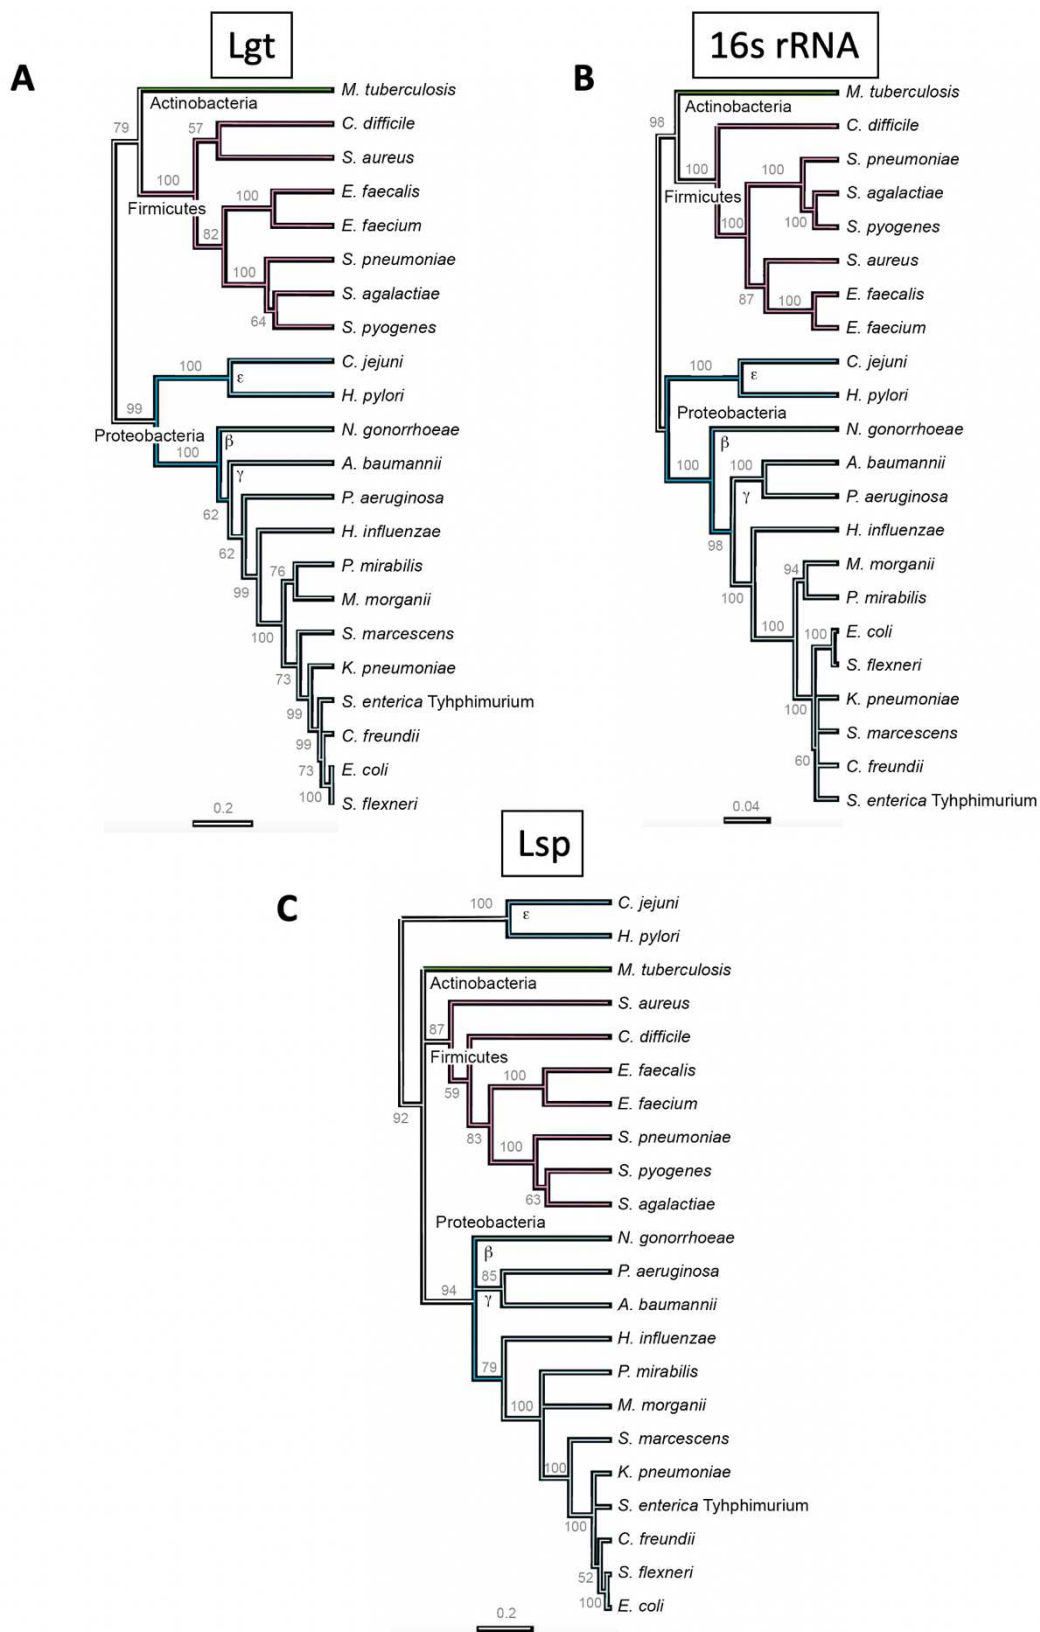 Lgt
A
M. tuberculosis
Actinobacteria
79
57
C. difficile
S. aureus
100
Firmicutes
E. faecalis
100
E. faecium
82
S. pneumoniae
100
S. agalactiae
64
S. pyogenes
C. jejuni
100
ε
H. pylori
99
Proteobacteria
N. gonorrhoeae
β
100
A. baumannii
γ
P. aeruginosa
62
H. influenzae
62
P. mirabilis
76
99
M. morganii
S. marcescens
100
K. pneumoniae
73
S. enterica Tyhphimurium
99
C. freundii
99
E. coli
73
100
S. flexneri
0.2
16s rRNA
B
M. tuberculosis
Actinobacteria
98
C. difficile
S. pneumoniae
100
100
S. agalactiae
Firmicutes
100
100
S. pyogenes
S. aureus
E. faecalis
87
100
E. faecium
C. jejuni
100
ε
H. pylori
Proteobacteria
N. gonorrhoeae
β
100
100
A. baumannii
γ
P. aeruginosa
H. influenzae
98
M. morganii
94
100
P. mirabilis
100
E. coli
100
S. flexneri
K. pneumoniae
100
S. marcescens
60
C. freundii
S. enterica Tyhphimurium
0.04
Lsp
C
C. jejuni
100
ε
H. pylori
M. tuberculosis
Actinobacteria
S. aureus
87
C. difficile
Firmicutes
E. faecalis
100
59
E. faecium
92
S. pneumoniae
83
100
S. pyogenes
63
S. agalactiae
Proteobacteria
N. gonorrhoeae
β
P. aeruginosa
85
94
γ
A. baumannii
H. influenzae
79
P. mirabilis
100
M. morganii
S. marcescens
100
K. pneumoniae
S. enterica Tyhphimurium
100
C. freundii
S. flexneri
52
100
E. coli
0.2